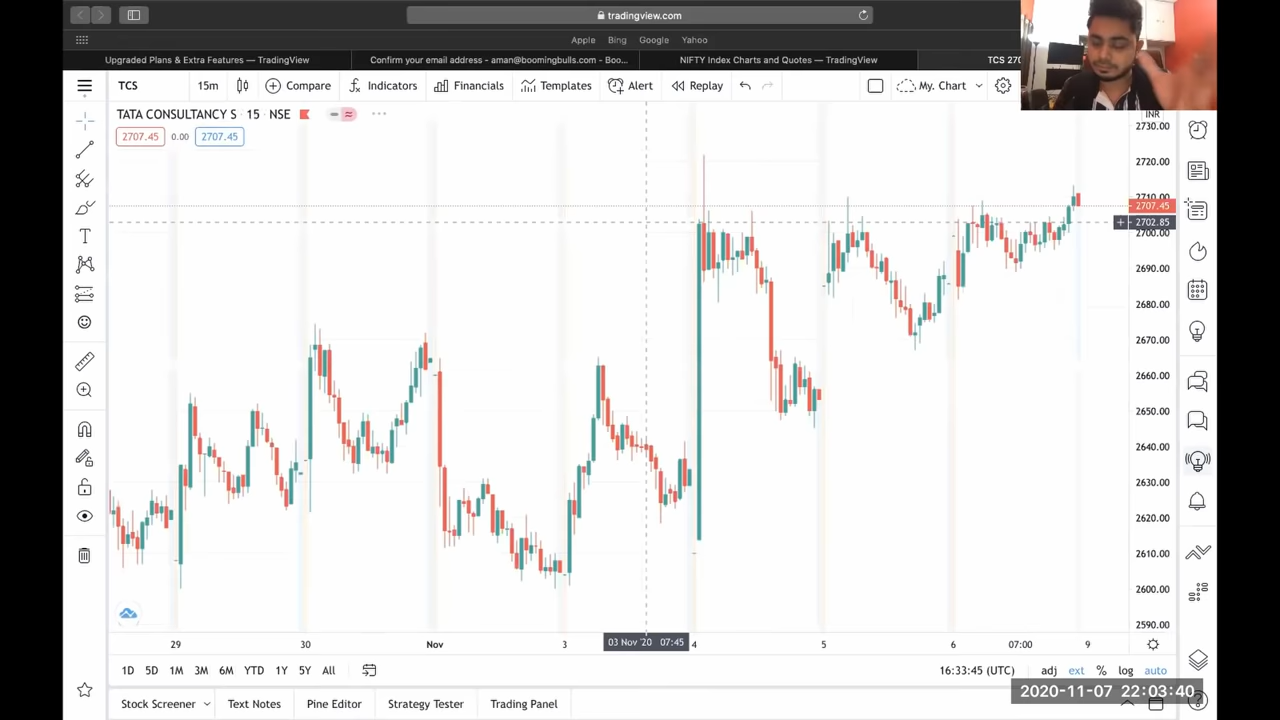 tradingview.com
Apple Bing Google Yahoo
Upgraded Plans & Extra Features — TradingView
Confirm your email address - aman@boomingbulls.com - Boo...
NIFTY Index Charts and Quotes — TradingView
TCS 270
TCS 15m Compare Indicators Financials Templates Alert Replay My. Chart
TATA CONSULTANCY S · 15 · NSE
2707.45 0.00 2707.45
INR
2730.00
2720.00
2710.00
2707.45
2702.85
2700.00
2690.00
2680.00
2670.00
2660.00
2650.00
2640.00
2630.00
2620.00
2610.00
2600.00
2590.00
29 30 Nov 3 03 Nov '20 07:45 4 5 6 07:00 9
1D 5D 1M 3M 6M YTD 1Y 5Y All 16:33:45 (UTC) adj ext % log auto
2020-11-07 22:03:40
Stock Screener Text Notes Pine Editor Strategy Tester Trading Panel